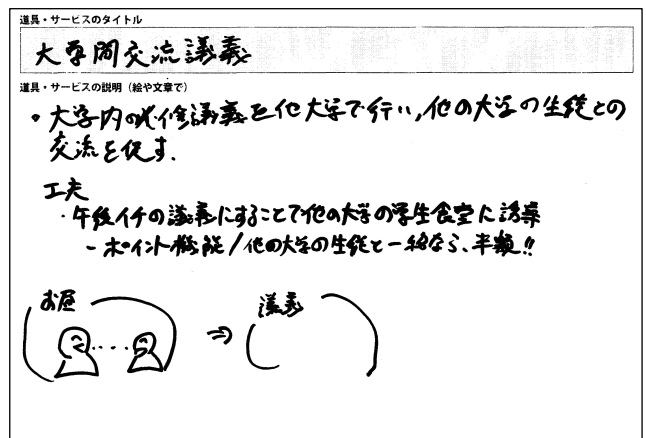 道具・サービスのタイトル
大学間交流議義
道具・サービスの説明（絵や文章で）
・大学内の必修講義を他大学で行い,他の大学の生徒との
交流を促す.
工夫
・午後イチの議義にすることで他の大学の学生食堂に誘導
- ポイント機能/他の大学の生徒と一緒なら、半額!!
お昼
⇒
議義